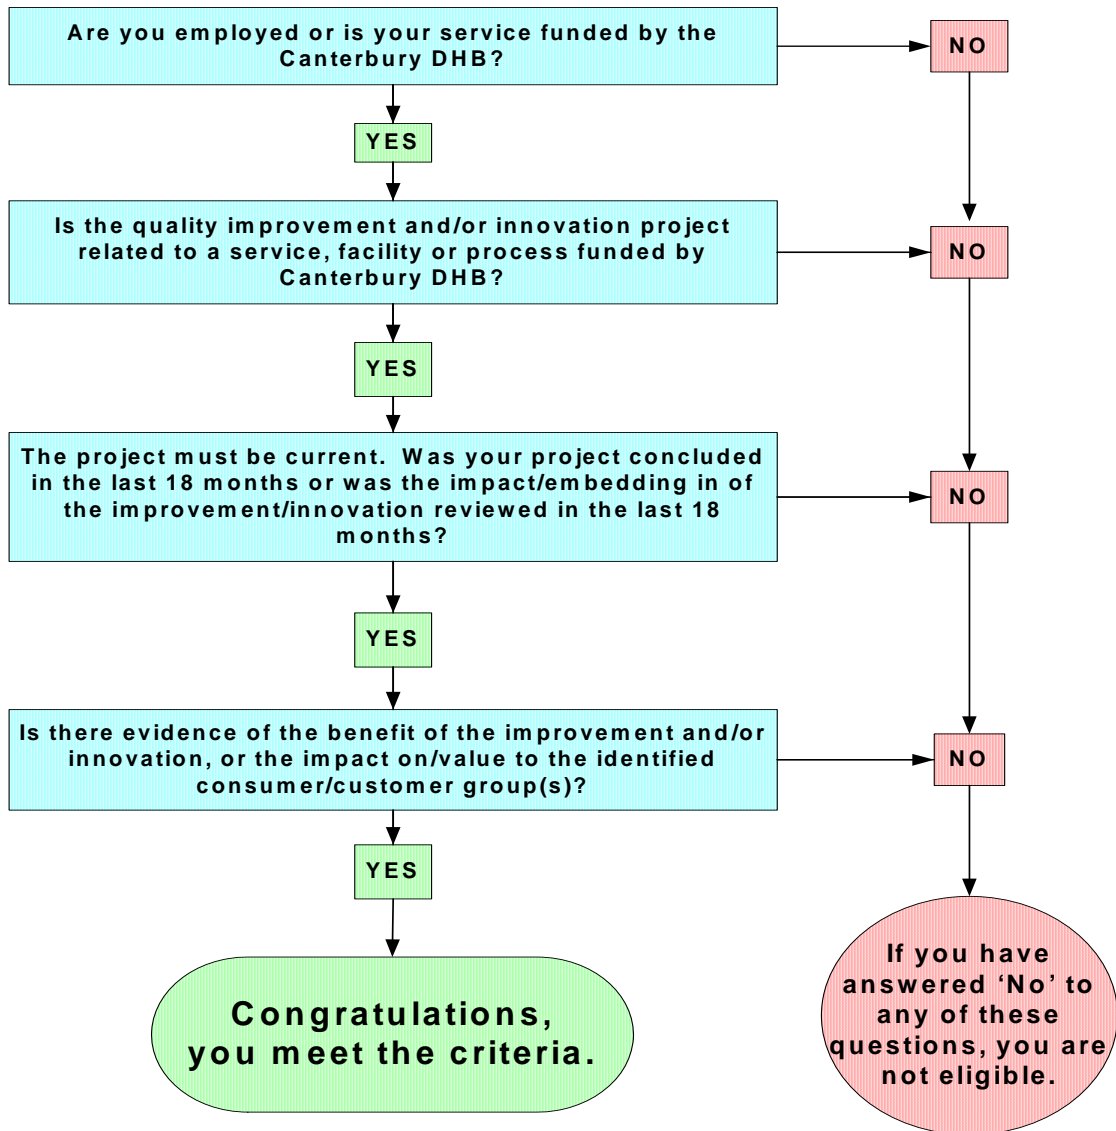 Are you employed or is your service funded by the
Canterbury DHB?
NO
YES
Is the quality improvement and/or innovation project
related to a service, facility or process funded by
Canterbury DHB?
NO
YES
The project must be current.  Was your project concluded
in the last 18 months or was the impact/embedding in of
the improvement/innovation reviewed in the last 18
months?
NO
YES
Is there evidence of the benefit of the improvement and/or
innovation, or the impact on/value to the identified
consumer/customer group(s)?
NO
YES
Congratulations,
you meet the criteria.
If you have
answered ‘No’ to
any of these
questions, you are
not eligible.